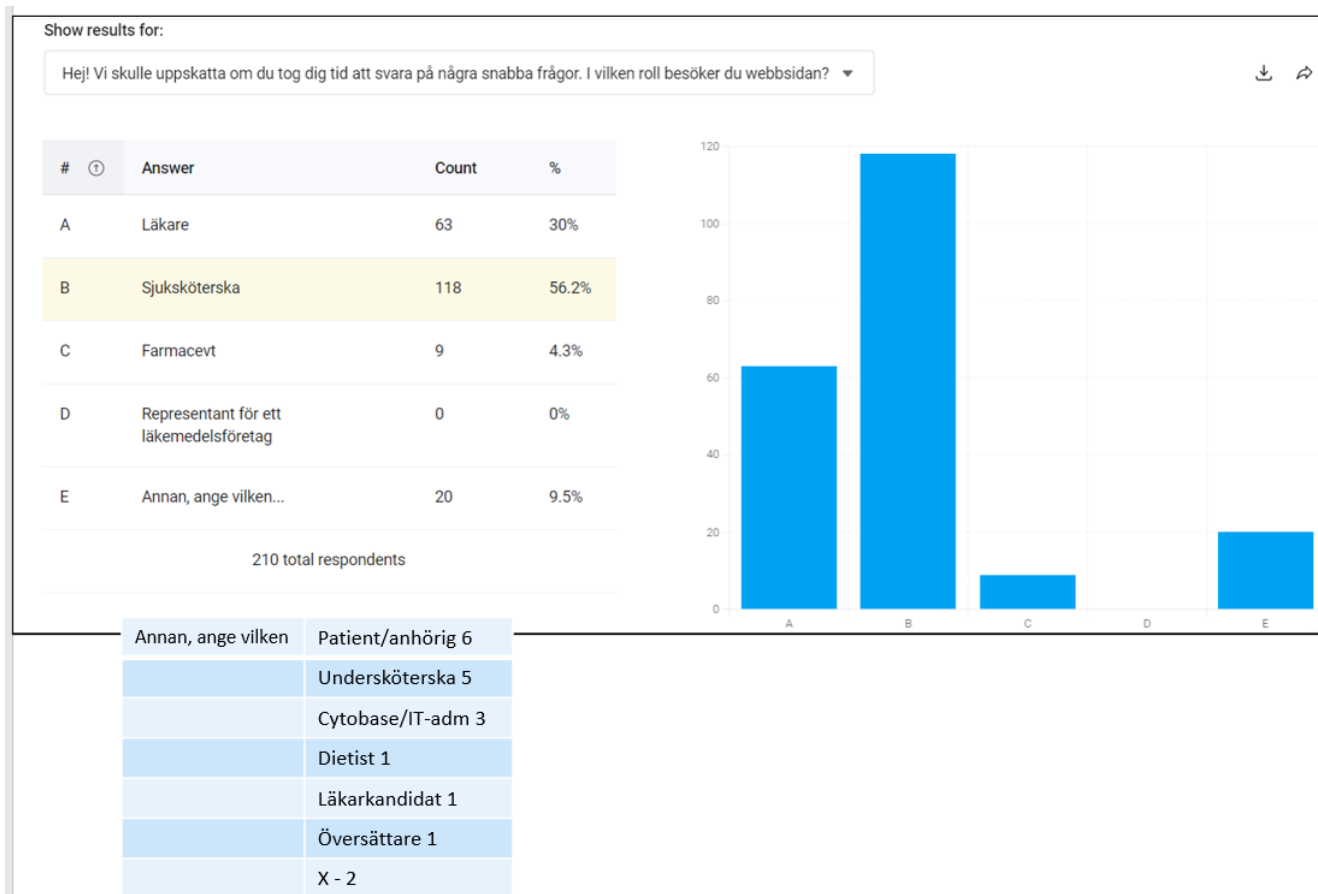 Show results for:
Hej! Vi skulle uppskatta om du tog dig tid att svara på några snabba frågor. I vilken roll besöker du webbsidan?
# Answer Count %
A Läkare 63 30%
B Sjuksköterska 118 56.2%
C Farmacevt 9 4.3%
D Representant för ett läkemedelsföretag 0 0%
E Annan, ange vilken... 20 9.5%
210 total respondents
120
100
80
60
40
20
0
A B C D E
Annan, ange vilken Patient/anhörig 6
Undersköterska 5
Cytobase/IT-adm 3
Dietist 1
Läkarkandidat 1
Översättare 1
X - 2